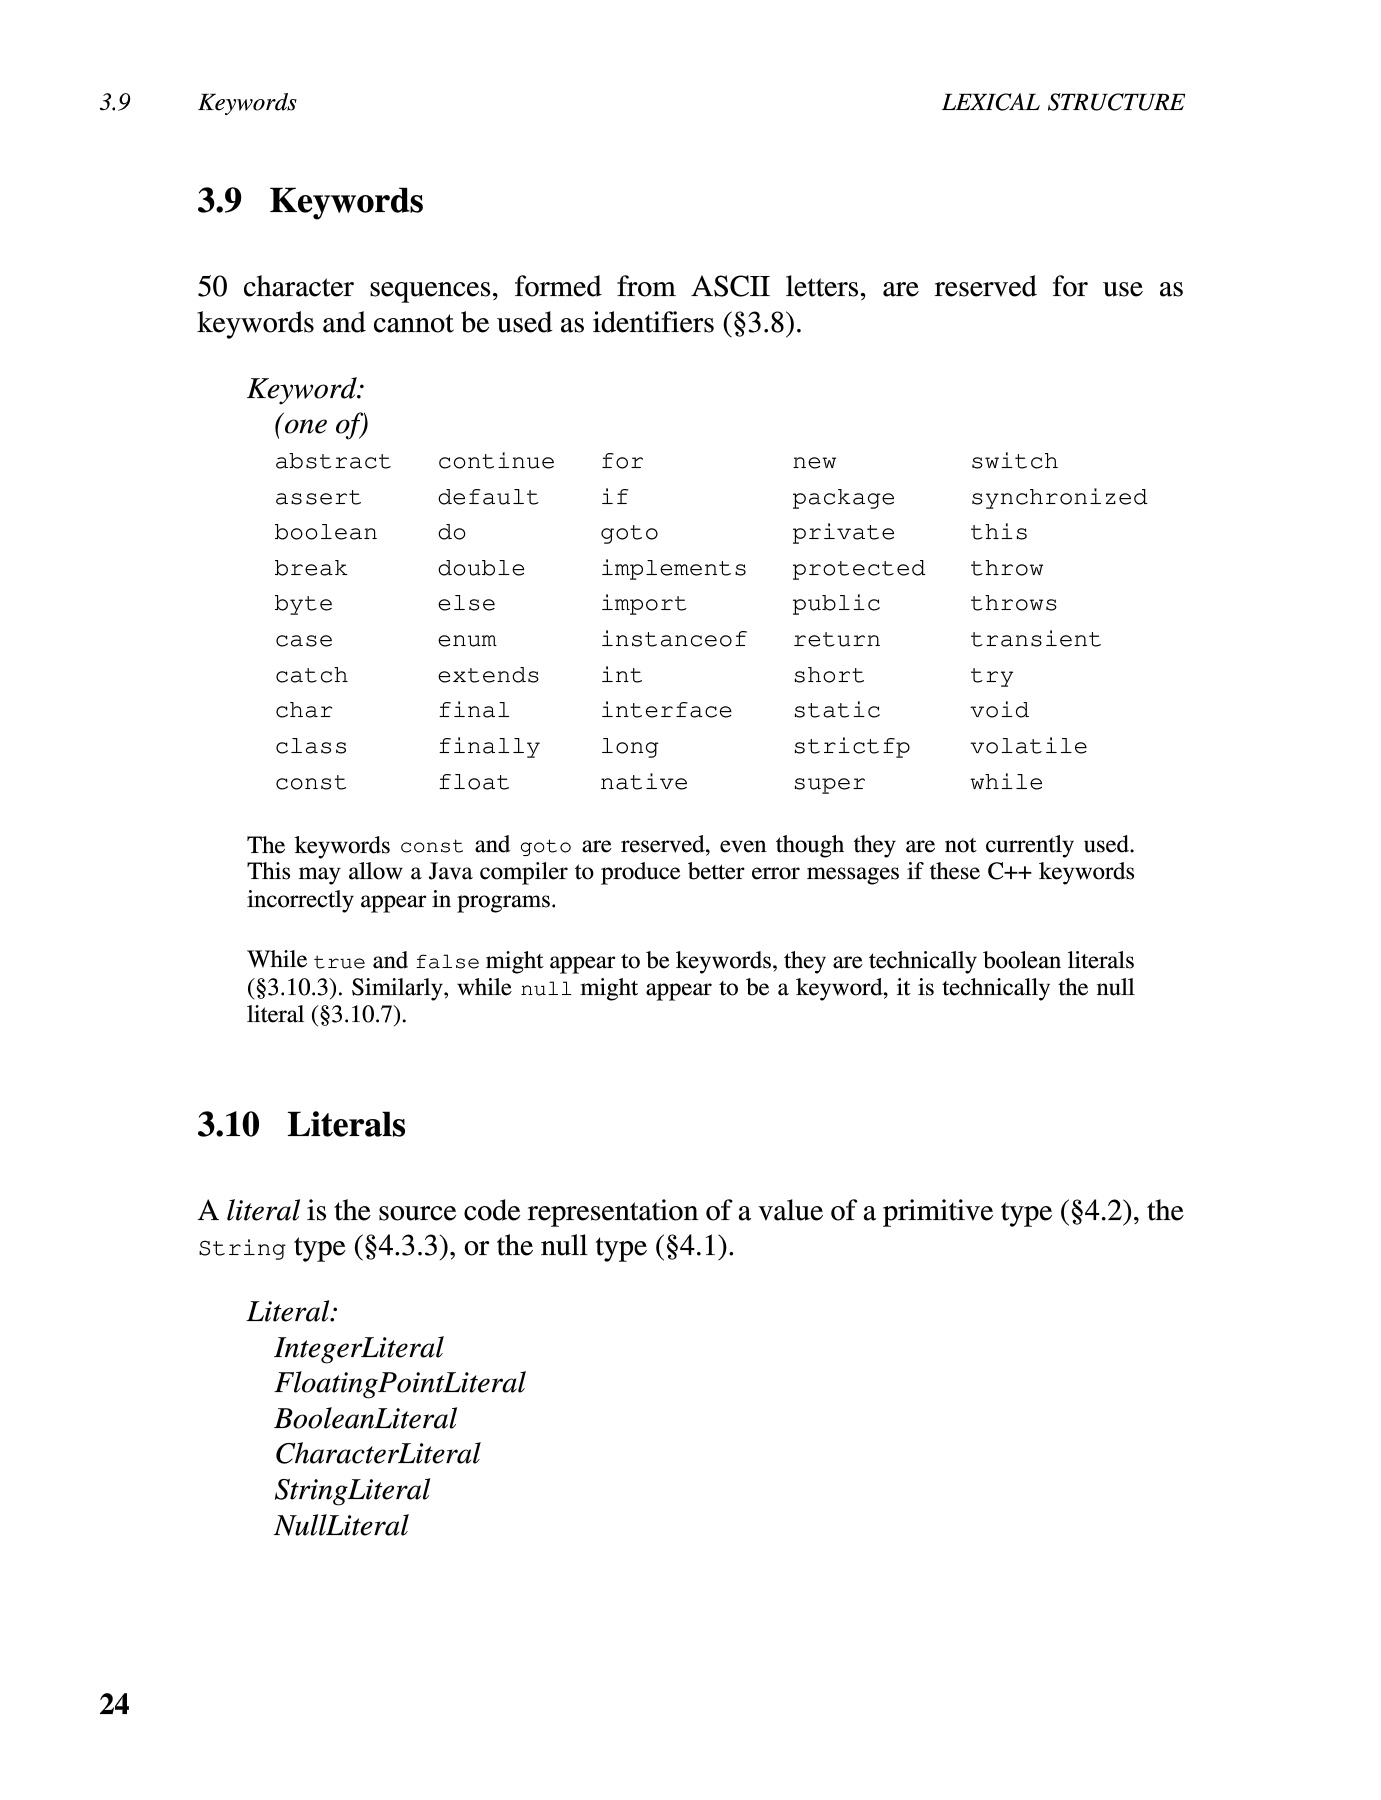 3.9 Keywords LEXICAL STRUCTURE
3.9 Keywords
50 character sequences, formed from ASCII letters, are reserved for use as
keywords and cannot be used as identifiers (§3.8).
Keyword:
(one of)
abstract continue for new switch
assert default if package synchronized
boolean do goto private this
break double implements protected throw
byte else import public throws
case enum instanceof return transient
catch extends int short try
char final interface static void
class finally long strictfp volatile
const float native super while
The keywords const and goto are reserved, even though they are not currently used.
This may allow a Java compiler to produce better error messages if these C++ keywords
incorrectly appear in programs.
While true and false might appear to be keywords, they are technically boolean literals
(§3.10.3). Similarly, while null might appear to be a keyword, it is technically the null
literal (§3.10.7).
3.10 Literals
A literal is the source code representation of a value of a primitive type (§4.2), the
String type (§4.3.3), or the null type (§4.1).
Literal:
IntegerLiteral
FloatingPointLiteral
BooleanLiteral
CharacterLiteral
StringLiteral
NullLiteral
24